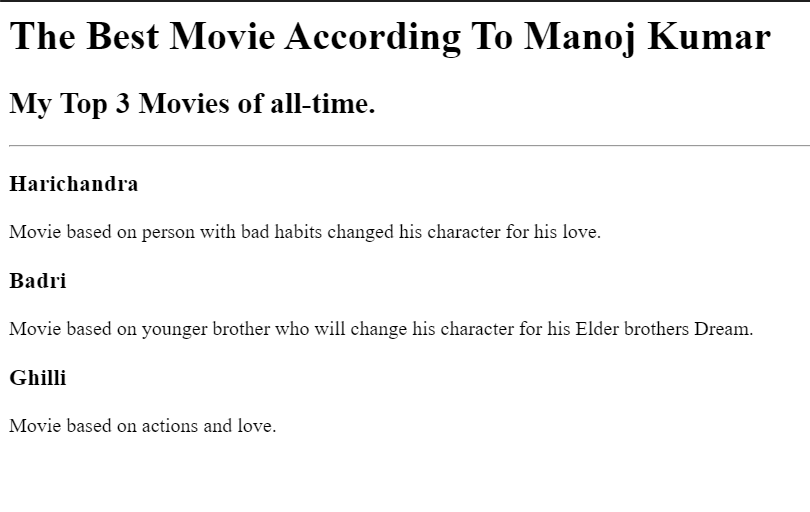 The Best Movie According To Manoj Kumar
My Top 3 Movies of all-time.
Harichandra
Movie based on person with bad habits changed his character for his love.
Badri
Movie based on younger brother who will change his character for his Elder brothers Dream.
Ghilli
Movie based on actions and love.